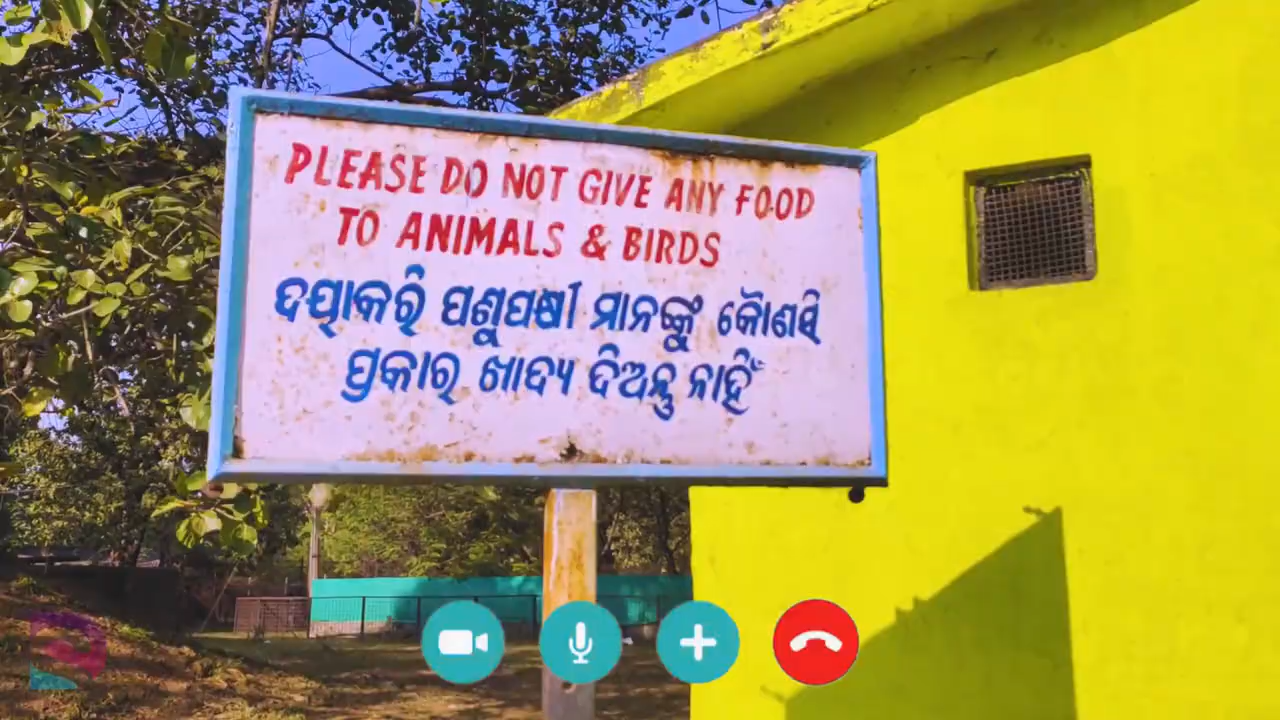 PLEASE DO NOT GIVE ANY FOOD
TO ANIMALS & BIRDS
ଦୟାକରି ପଶୁପକ୍ଷୀ ମାନଙ୍କୁ କୌଣସି
ପ୍ରକାର ଖାଦ୍ୟ ଦିଅନ୍ତୁ ନାହିଁ